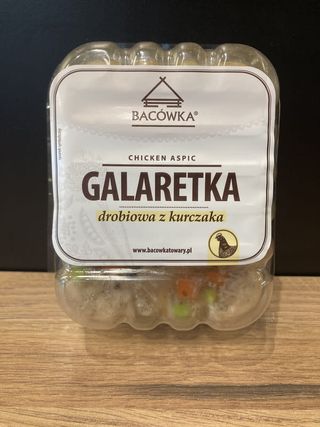 BACÓWKA®
CHICKEN ASPIC
GALARETKA
drobiowa z kurczaka
www.bacowkatowary.pl